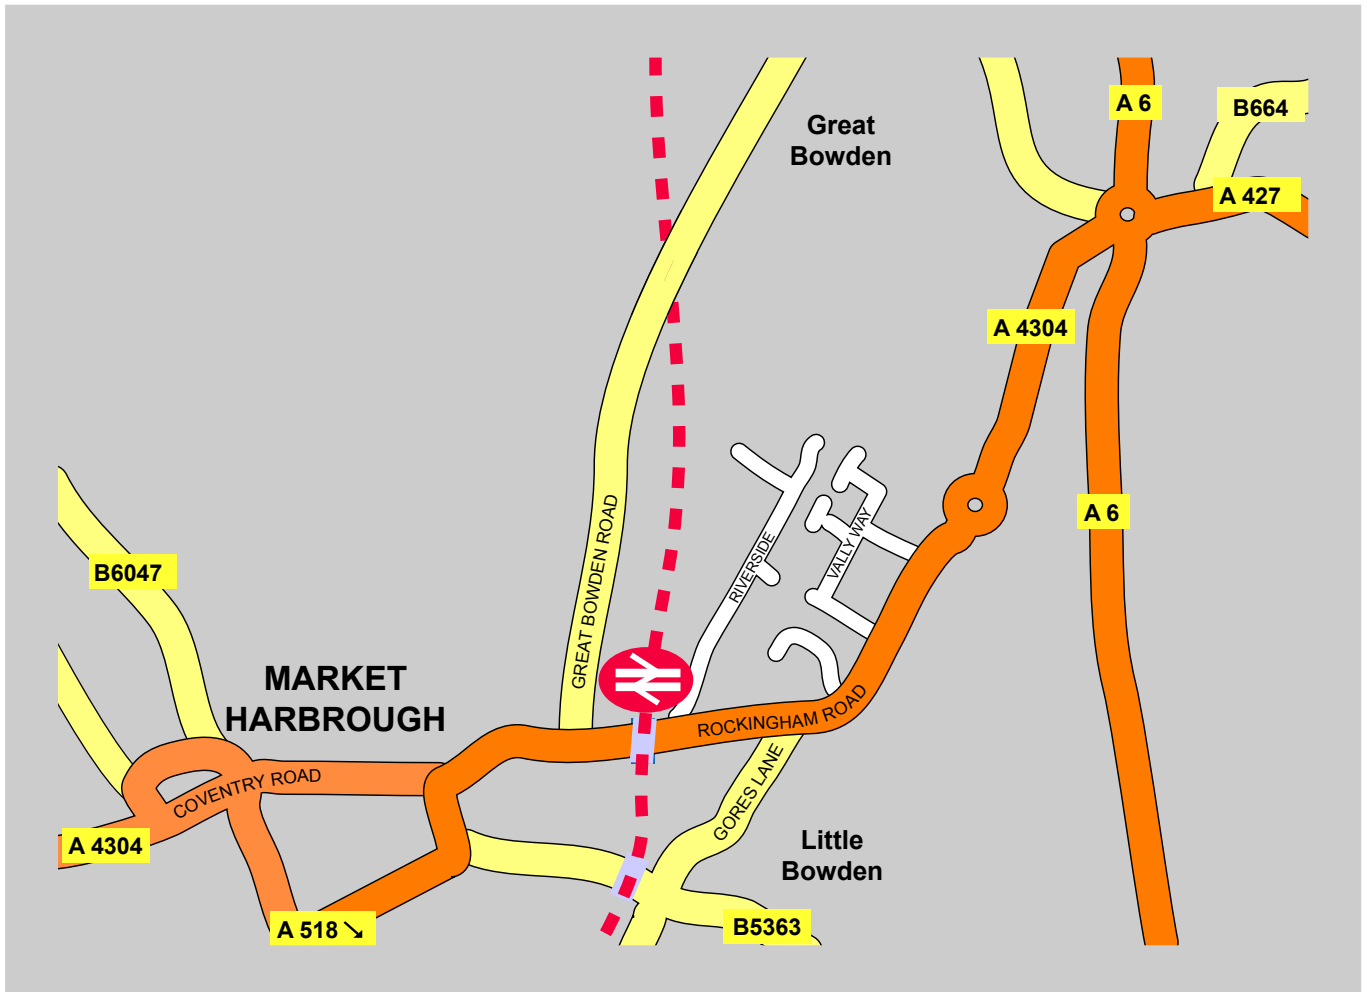 A 6
B664
Great
Bowden
A 427
A 4304
A 6
GREAT BOWDEN ROAD
RIVERSIDE
VALLY WAY
B6047
MARKET
HARBROUGH
ROCKINGHAM ROAD
COVENTRY ROAD
GORES LANE
A 4304
Little
Bowden
A 518 ↘
B5363